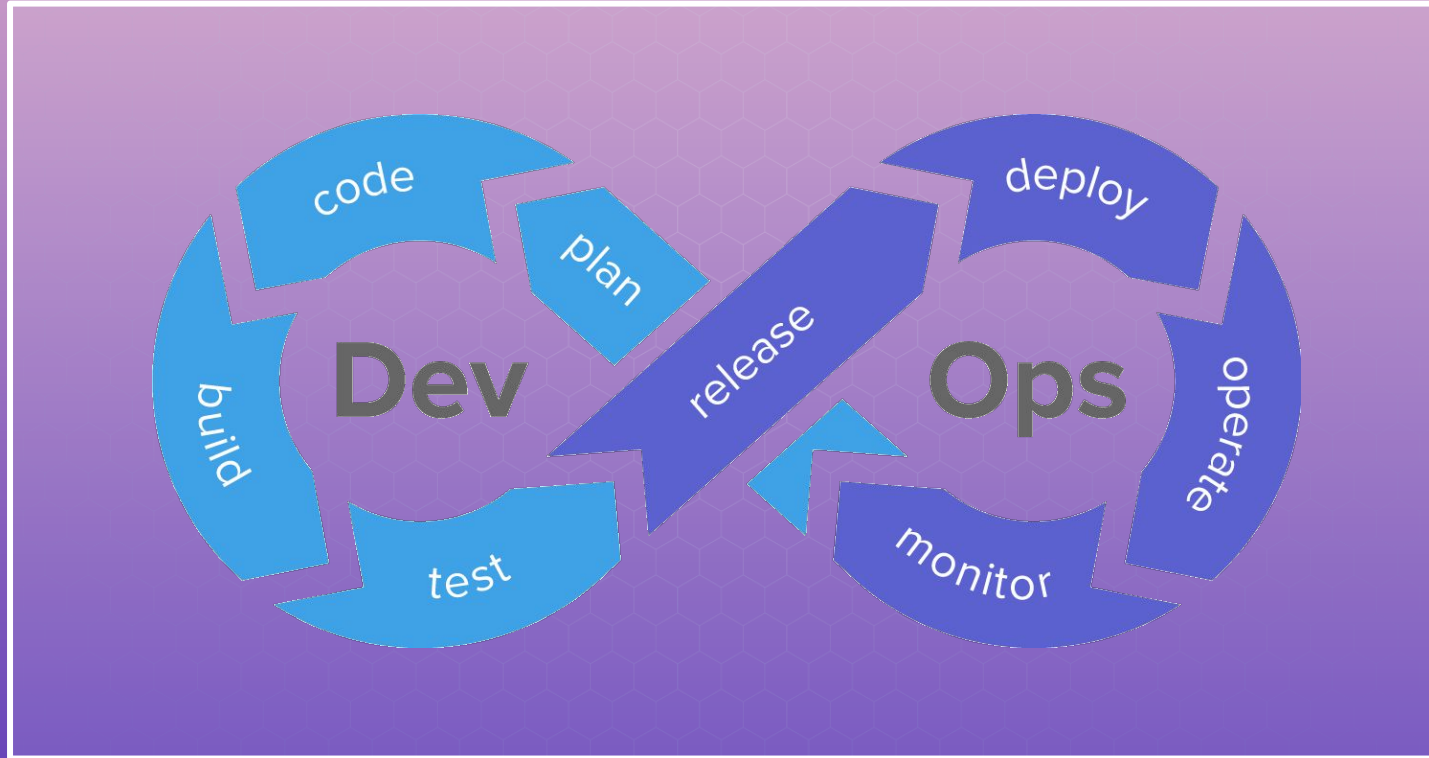 code
plan
build
test
Dev
release
deploy
Ops
operate
monitor